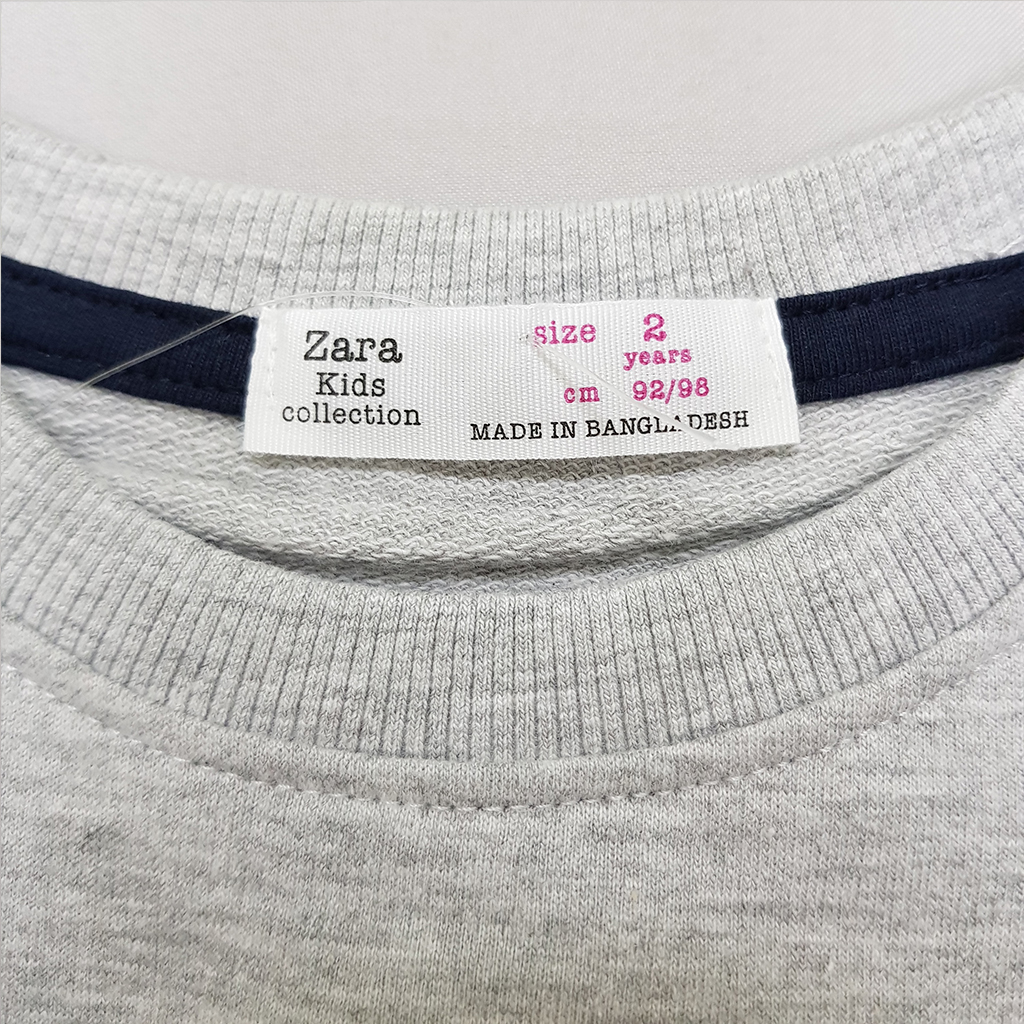 Zara
Kids
collection
size 2
years
cm 92/98
MADE IN BANGLADESH